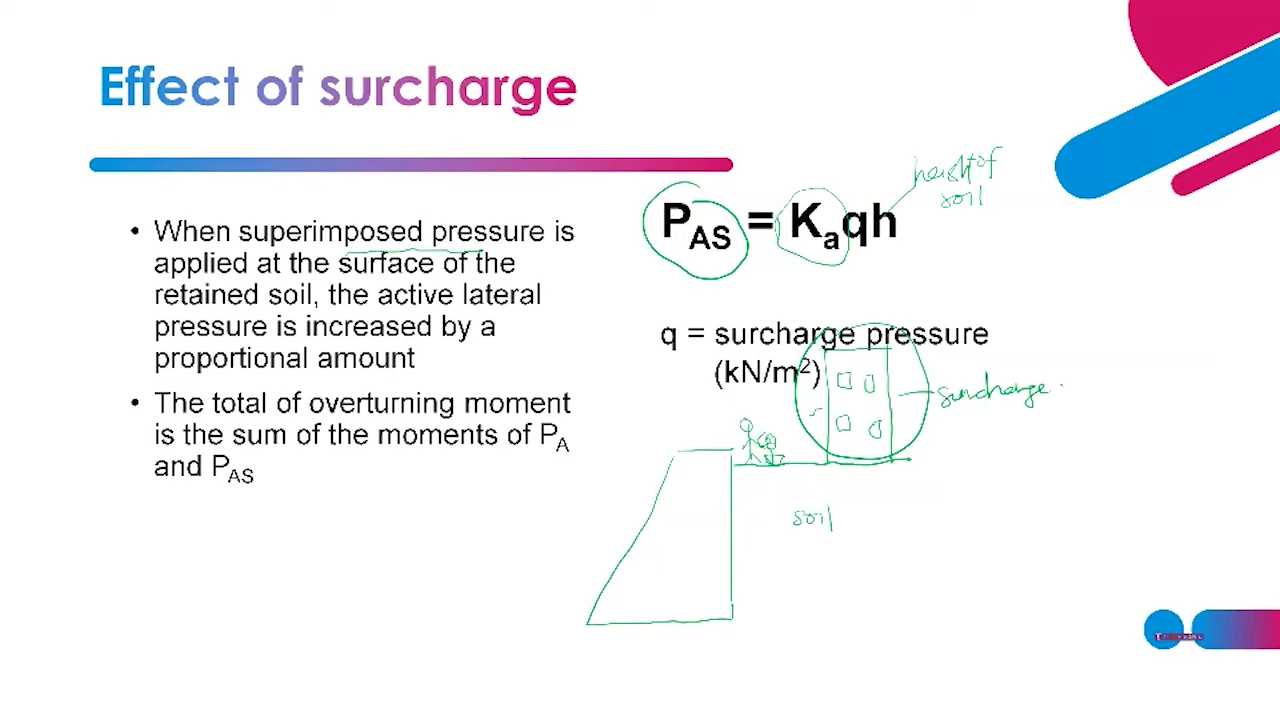 Effect of surcharge
• When superimposed pressure is
applied at the surface of the
retained soil, the active lateral
pressure is increased by a
proportional amount
• The total of overturning moment
is the sum of the moments of PA
and PAS
height of
soil
PAS = Kaqh
q = surcharge pressure
(kN/m²)
surcharge
soil